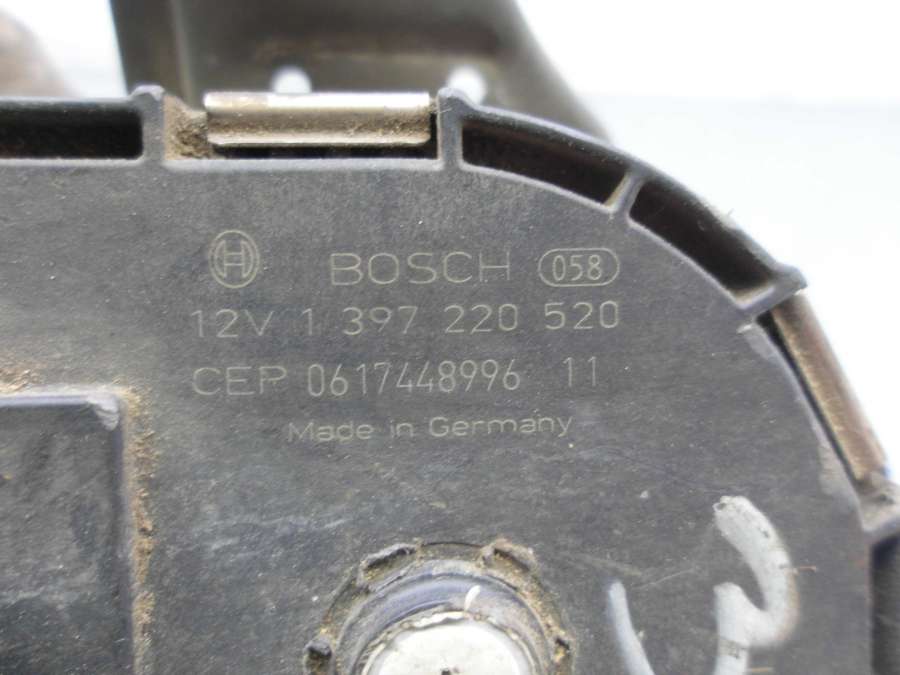 BOSCH 058
12V 1 397 220 520
CEP 0617448996 11
Made in Germany